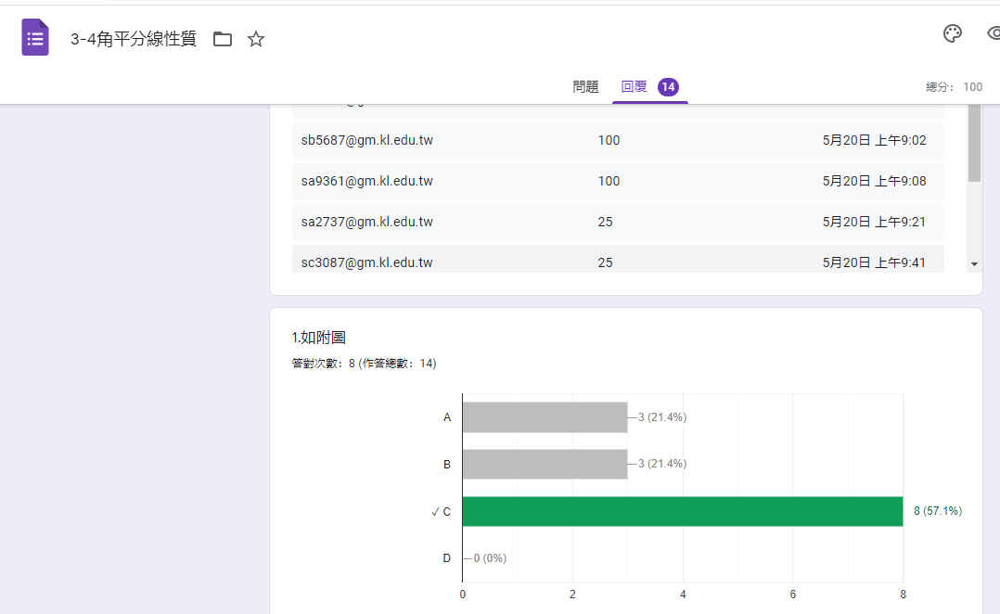 3-4角平分線性質
問題
回覆 14
總分: 100
sb5687@gm.kl.edu.tw 100 5月20日 上午9:02
sa9361@gm.kl.edu.tw 100 5月20日 上午9:08
sa2737@gm.kl.edu.tw 25 5月20日 上午9:21
sc3087@gm.kl.edu.tw 25 5月20日 上午9:41
1.如附圖
答對次數: 8 (作答總數: 14)
A 3 (21.4%)
B 3 (21.4%)
✓ C 8 (57.1%)
D 0 (0%)
0 2 4 6 8